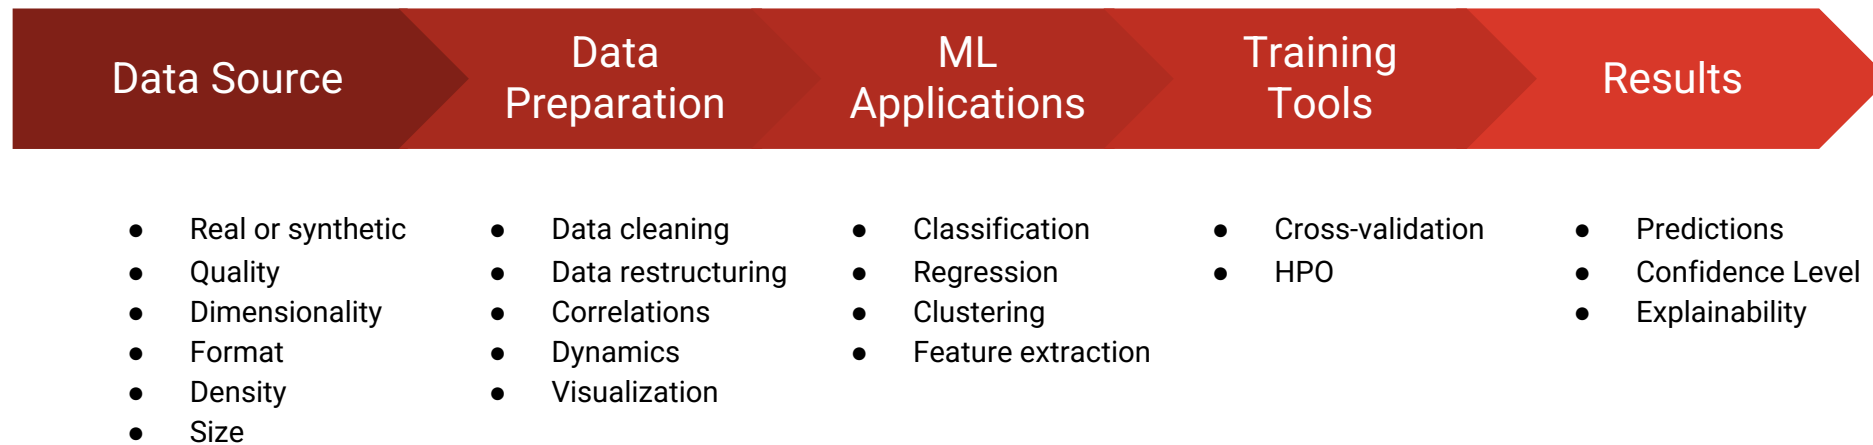 Data Source
Data
Preparation
ML
Applications
Training
Tools
Results
● Real or synthetic
● Quality
● Dimensionality
● Format
● Density
● Size
● Data cleaning
● Data restructuring
● Correlations
● Dynamics
● Visualization
● Classification
● Regression
● Clustering
● Feature extraction
● Cross-validation
● HPO
● Predictions
● Confidence Level
● Explainability